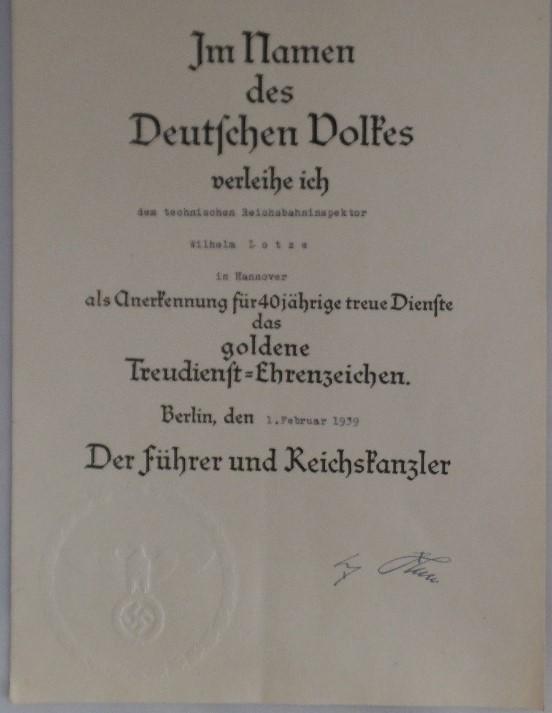 Im Namen
des
Deutschen Volkes
verleihe ich
dem technischen Reichsbahninspektor
Wilhelm L o t z e
in Hannover
als Anerkennung für 40jährige treue Dienste
das
goldene
Treudienst=Ehrenzeichen.
Berlin, den 1.Februar 1939
Der Führer und Reichskanzler